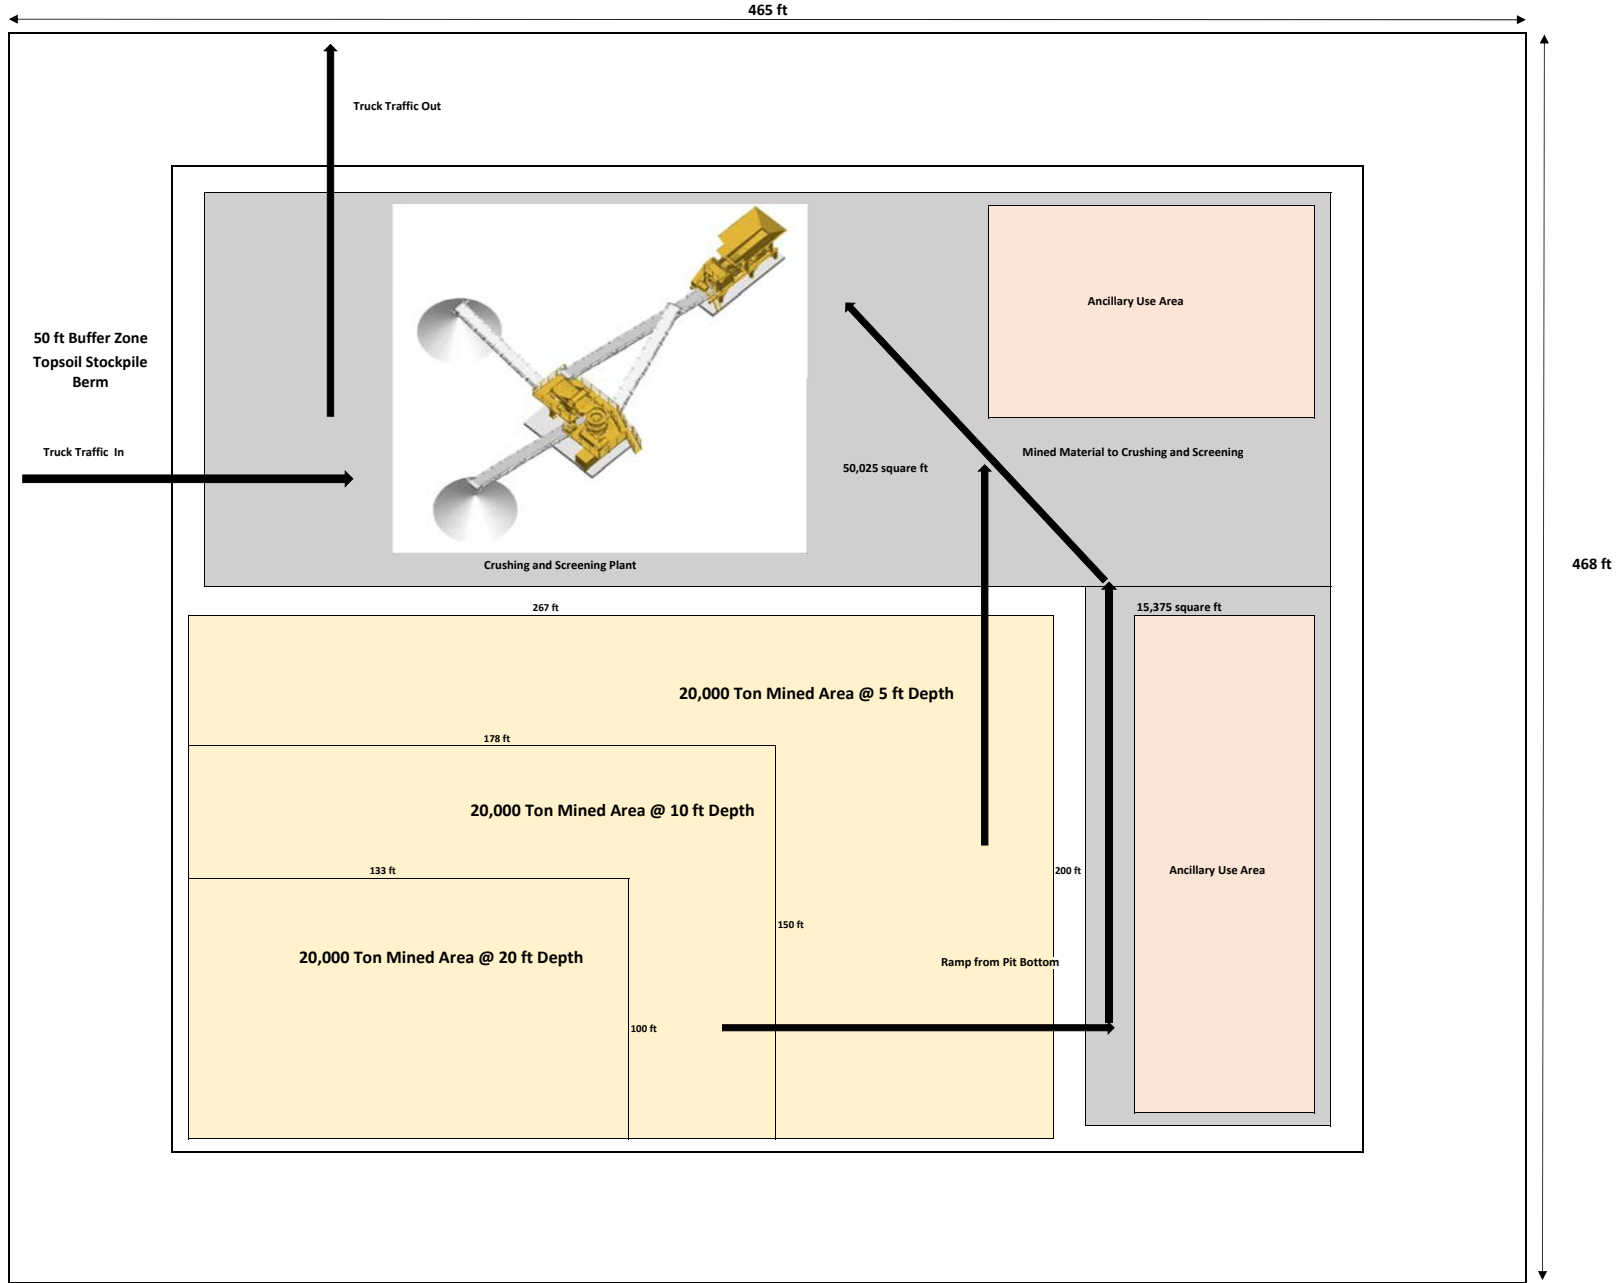 465 ft
Truck Traffic Out
Ancillary Use Area
50 ft Buffer Zone
Topsoil Stockpile
Berm
Truck Traffic In
Mined Material to Crushing and Screening
50,025 square ft
Crushing and Screening Plant
468 ft
267 ft
15,375 square ft
20,000 Ton Mined Area @ 5 ft Depth
178 ft
20,000 Ton Mined Area @ 10 ft Depth
133 ft
200 ft
Ancillary Use Area
150 ft
20,000 Ton Mined Area @ 20 ft Depth
Ramp from Pit Bottom
100 ft